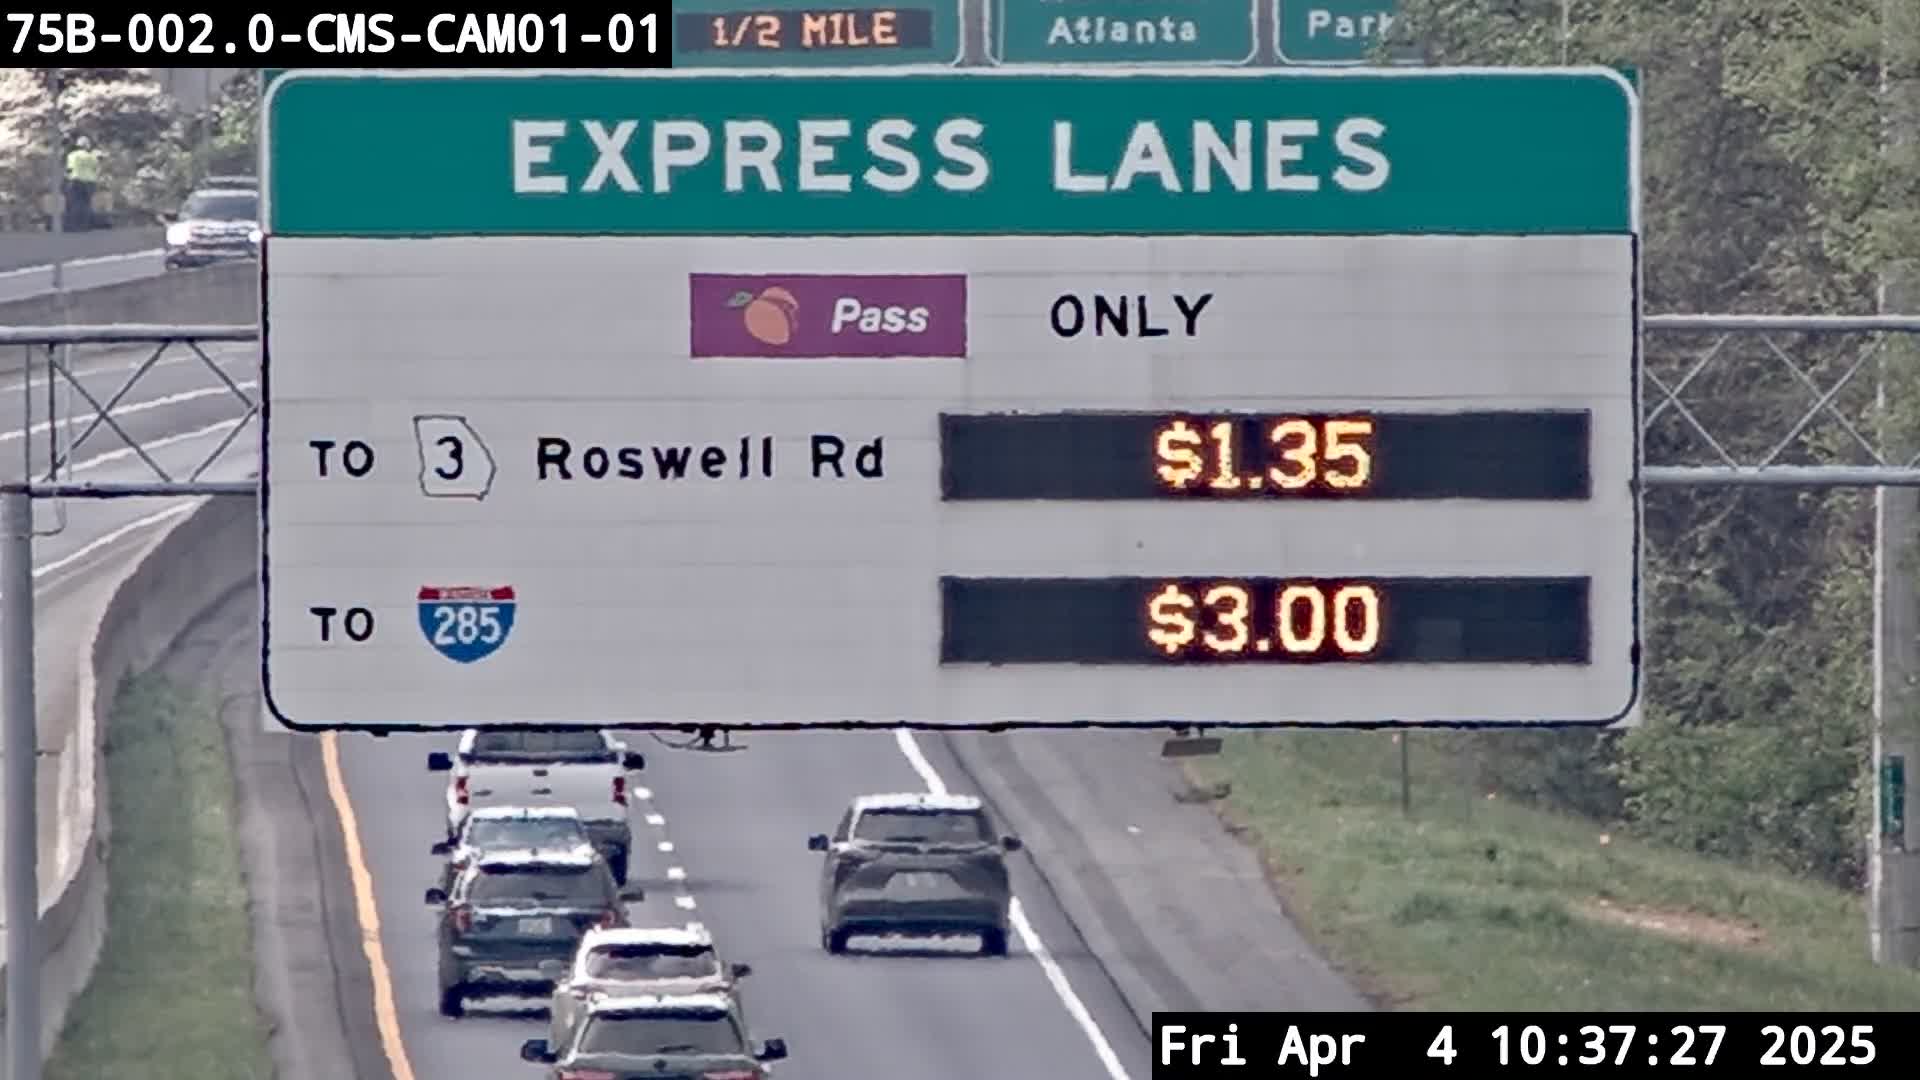 75B-002.0-CMS-CAM01-01
1/2 MILE
Atlanta
Park
EXPRESS LANES
Pass ONLY
TO 3 Roswell Rd $1.35
TO 285 $3.00
Fri Apr 4 10:37:27 2025